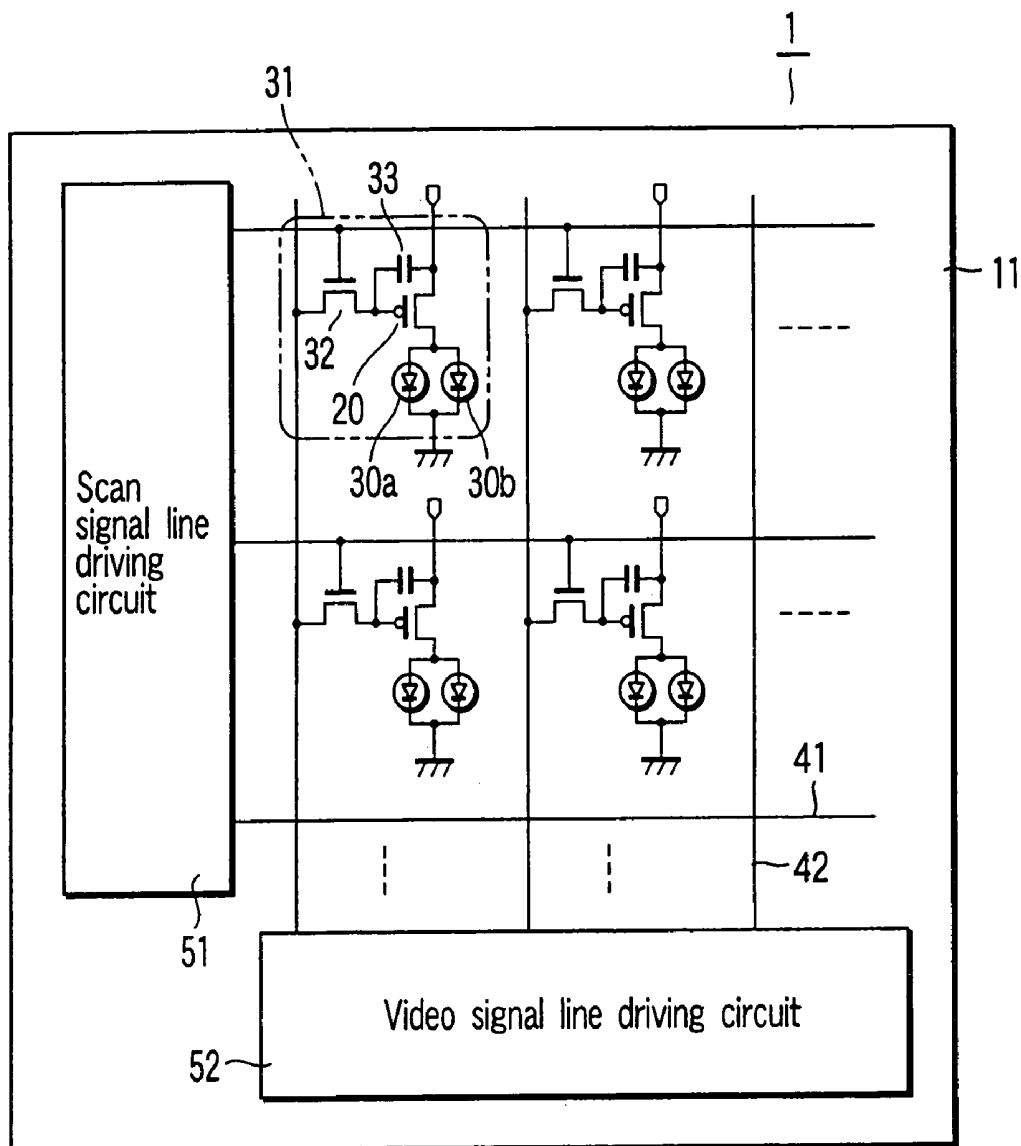 1
31
33
11
32
20
30a
30b
Scan
signal line
driving
circuit
41
42
51
Video signal line driving circuit
52